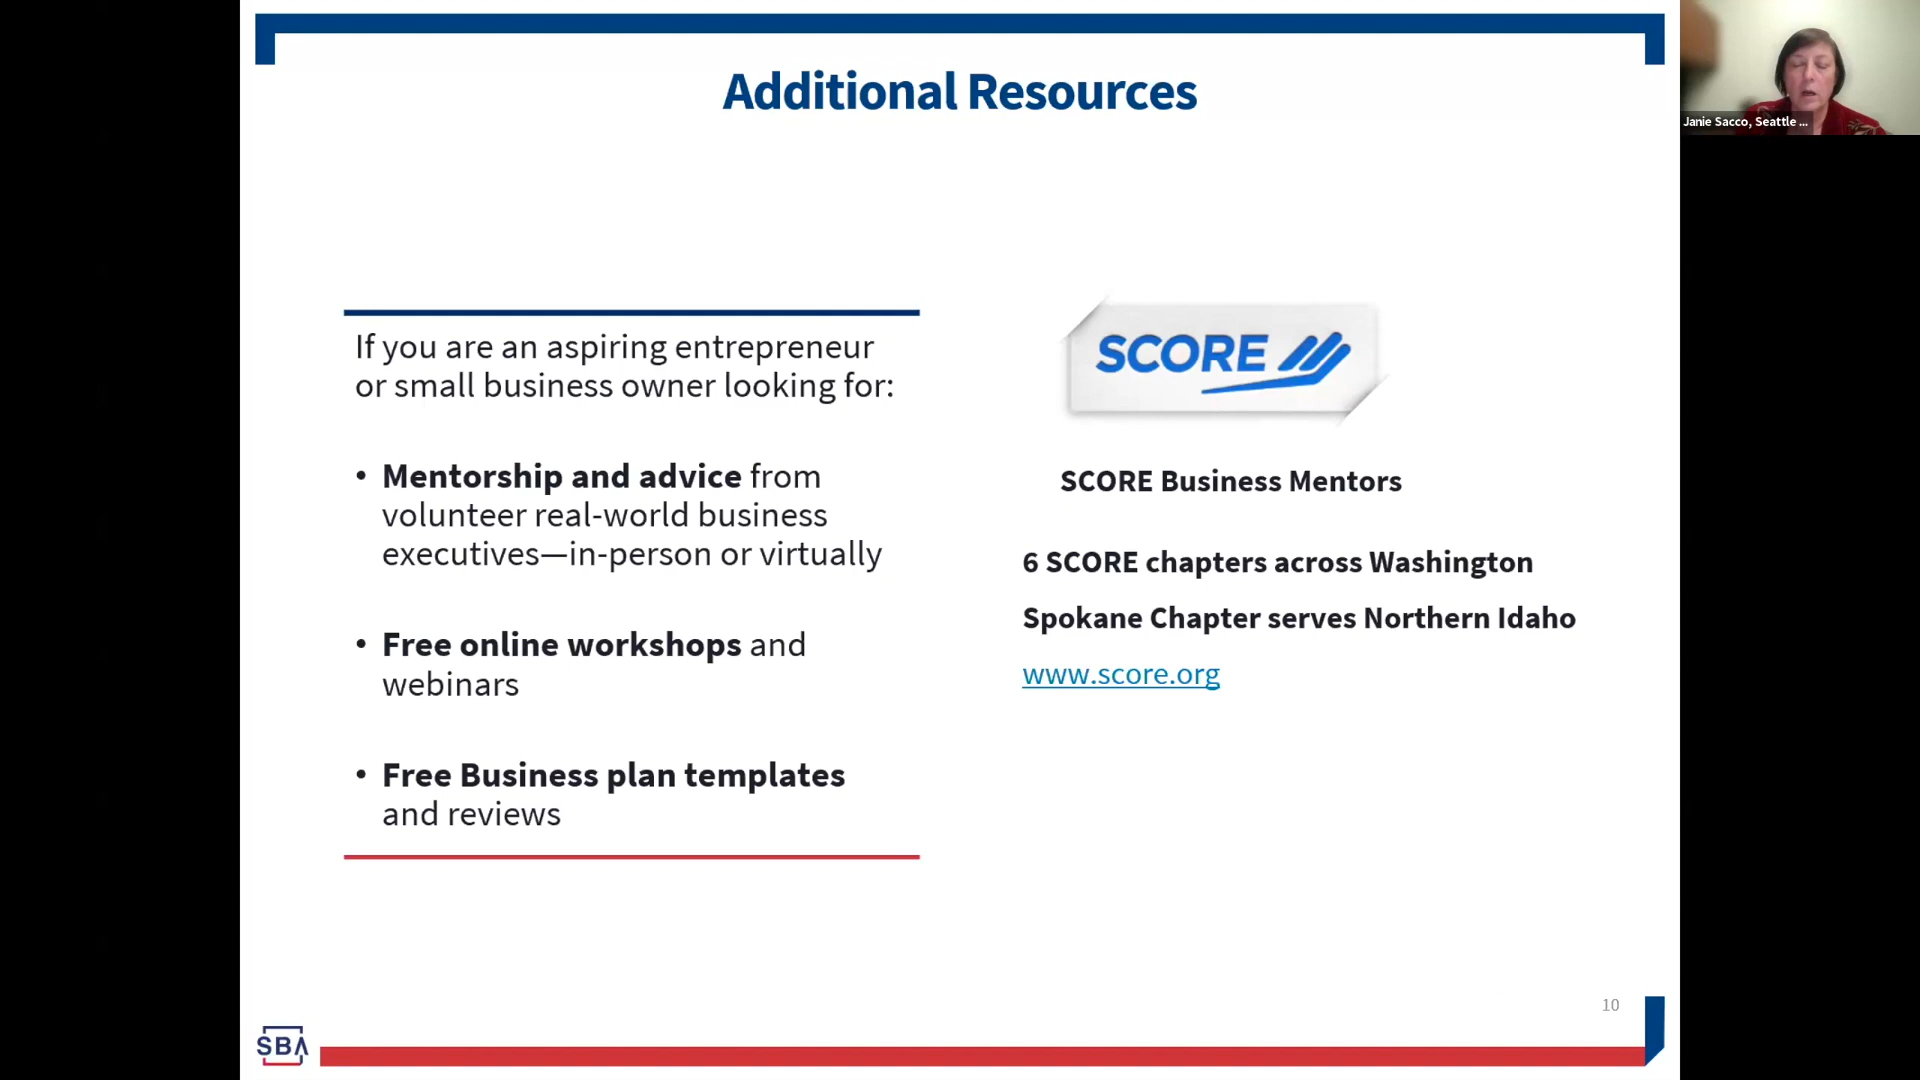 Additional Resources
Janie Sacco, Seattle ...
If you are an aspiring entrepreneur
or small business owner looking for:
• Mentorship and advice from
volunteer real-world business
executives—in-person or virtually
• Free online workshops and
webinars
• Free Business plan templates
and reviews
SCORE
SCORE Business Mentors
6 SCORE chapters across Washington
Spokane Chapter serves Northern Idaho
www.score.org
10
SBA